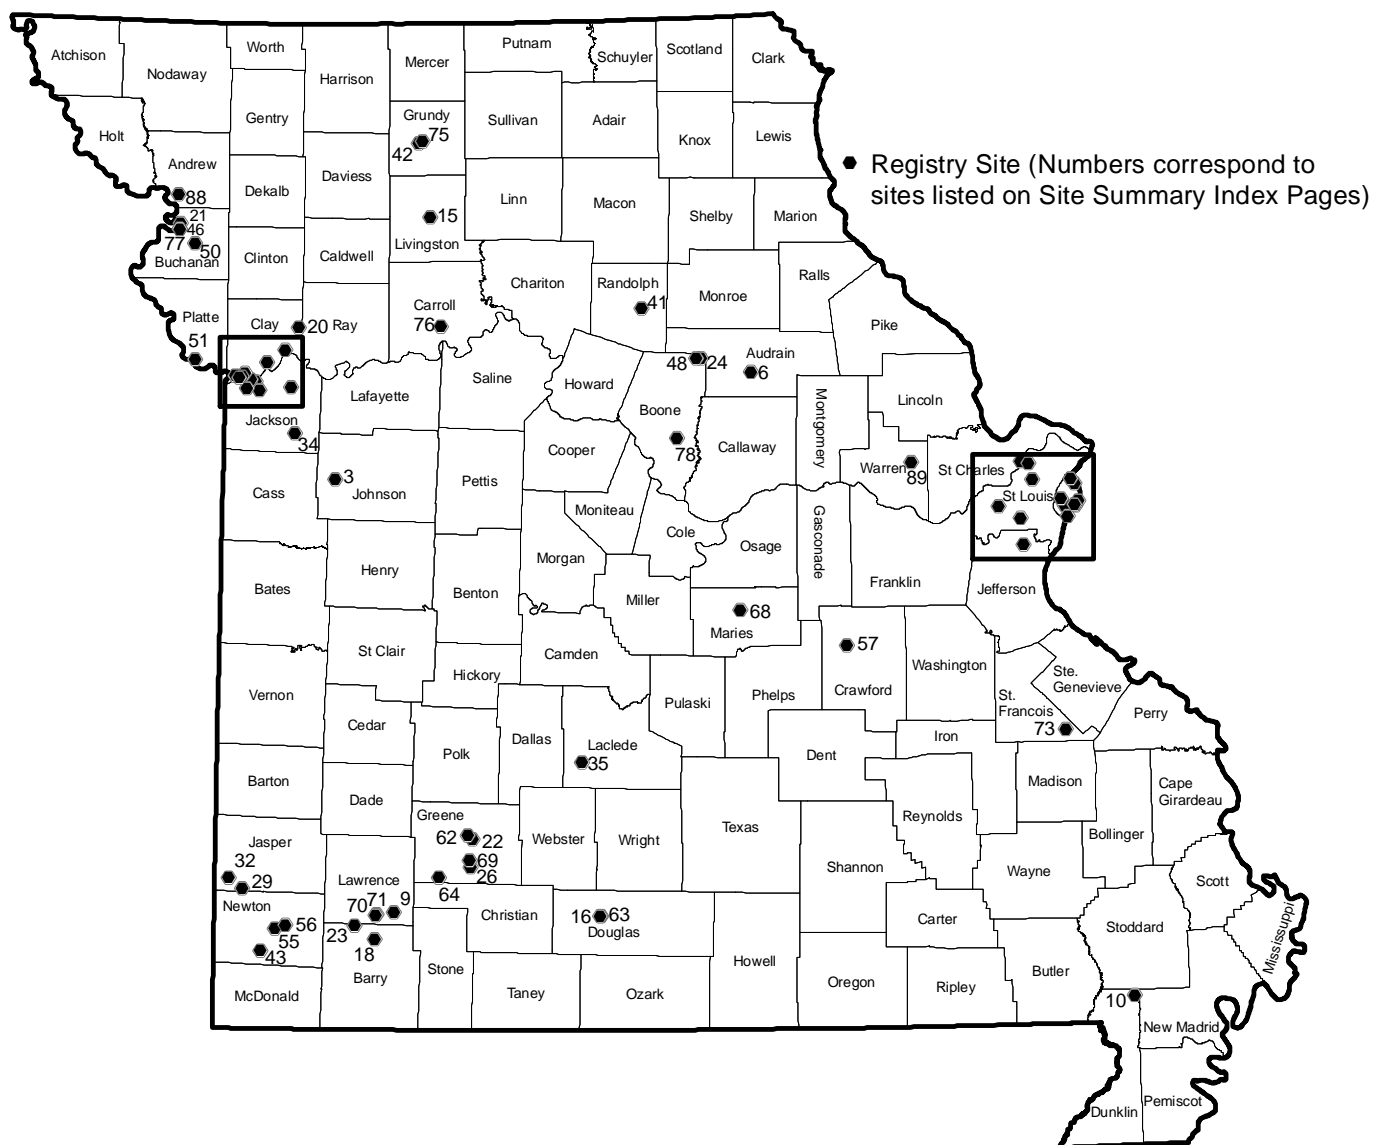 Atchison
Nodaway
Worth
Harrison
Mercer
Putnam
Schuyler
Scotland
Clark
Holt
Gentry
Grundy
75
42
Sullivan
Adair
Knox
Lewis
Andrew
88
Dekalb
Daviess
Linn
Macon
Shelby
Marion
Registry Site (Numbers correspond to
sites listed on Site Summary Index Pages)
21
46
77
50
Buchanan
Clinton
Caldwell
15
Livingston
Chariton
Randolph
41
Monroe
Ralls
Pike
Platte
51
Clay
20
Ray
Carroll
76
48
24
Audrain
6
Lafayette
Saline
Howard
Boone
78
Callaway
Montgomery
Lincoln
Jackson
34
Cooper
Warren
89
St Charles
St Louis
Cass
3
Johnson
Pettis
Moniteau
Cole
Osage
Gasconade
Franklin
Jefferson
Bates
Henry
Benton
Morgan
Miller
68
Maries
57
Crawford
Washington
St Clair
Hickory
Camden
Pulaski
Phelps
Ste.
Genevieve
St.
Francois
73
Perry
Vernon
Cedar
Polk
Dallas
Laclede
35
Dent
Iron
Madison
Cape
Girardeau
Barton
Dade
Greene
62
22
69
26
64
Webster
Wright
Texas
Reynolds
Bollinger
Jasper
32
29
Lawrence
70
71
9
Shannon
Wayne
Scott
Newton
56
55
43
23
18
Barry
Christian
16
63
Douglas
Carter
Stoddard
Mississippi
McDonald
Stone
Taney
Ozark
Howell
Oregon
Ripley
Butler
10
New Madrid
Dunklin
Pemiscot